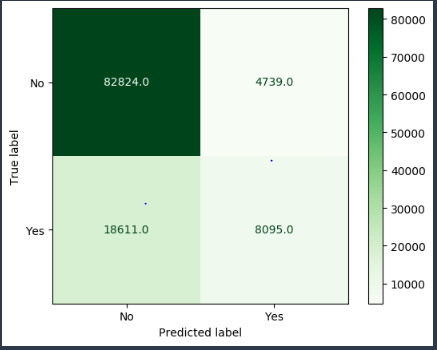 No
82824.0
4739.0
Yes
18611.0
8095.0
No
Yes
Predicted label
True label
80000
70000
60000
50000
40000
30000
20000
10000